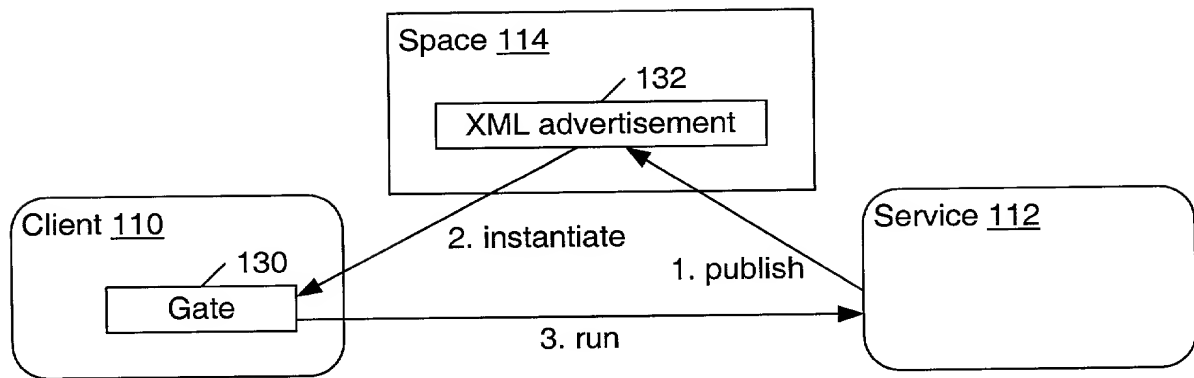 Space 114
132
XML advertisement
Client 110
2. instantiate
Service 112
130
1. publish
Gate
3. run